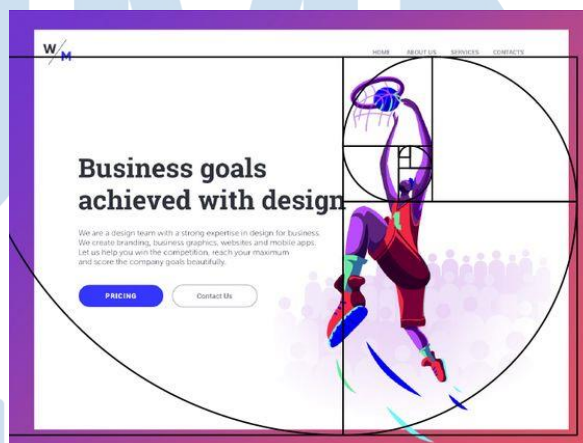 W/M
HOME ABOUT US SERVICES CONTACTS
Business goals
achieved with design
We are a design team with a strong expertise in design for business.
We create branding, business graphics, websites and mobile apps.
Let us help you win the competition, reach your maximum
and score the company goals beautifully.
PRICING Contact Us